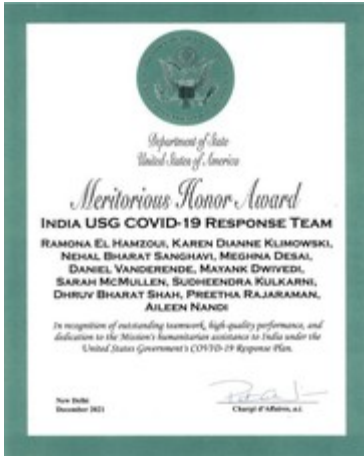 Department of State
United States of America
Meritorious Honor Award
INDIA USG COVID-19 RESPONSE TEAM
RAMONA EL HAMZOUI, KAREN DIANNE KLIMOWSKI,
NEHAL BHARAT SANGHAVI, MEGHNA DESAI,
DANIEL VANDERENDE, MAYANK DWIVEDI,
SARAH MCMULLEN, SUDHEENDRA KULKARNI,
DHRUV BHARAT SHAH, PREETHA RAJARAMAN,
AILEEN NANDI
In recognition of outstanding teamwork, high-quality performance, and
dedication to the Mission's humanitarian assistance to India under the
United States Government's COVID-19 Response Plan.
New Delhi
December 2021
Chargé d'Affaires, a.i.